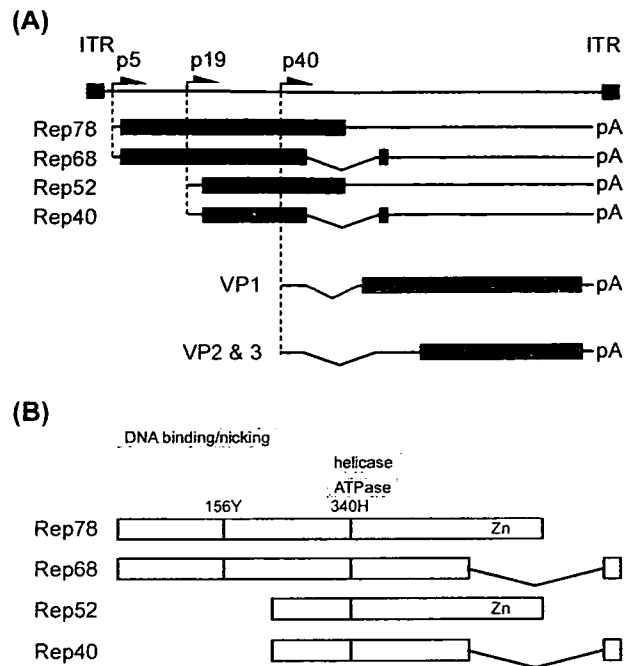 (A)
ITR ITR
p5 p19 p40
Rep78 pA
Rep68 pA
Rep52 pA
Rep40 pA
VP1 pA
VP2 & 3 pA
(B)
DNA binding/nicking
helicase
ATPase
156Y 340H
Rep78 Zn
Rep68
Rep52 Zn
Rep40